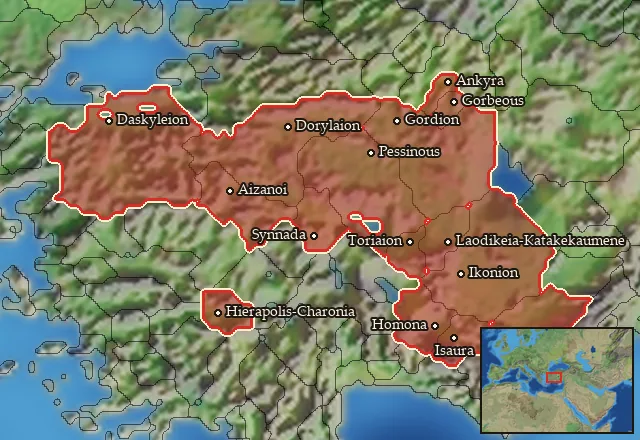 Ankyra
Gorbeous
Daskyleion
Dorylaion
Gordion
Pessinous
Aizanoi
Synnada
Toriaion
Laodikeia-Katakekaumene
Ikonion
Hierapolis-Charonia
Homona
Isaura